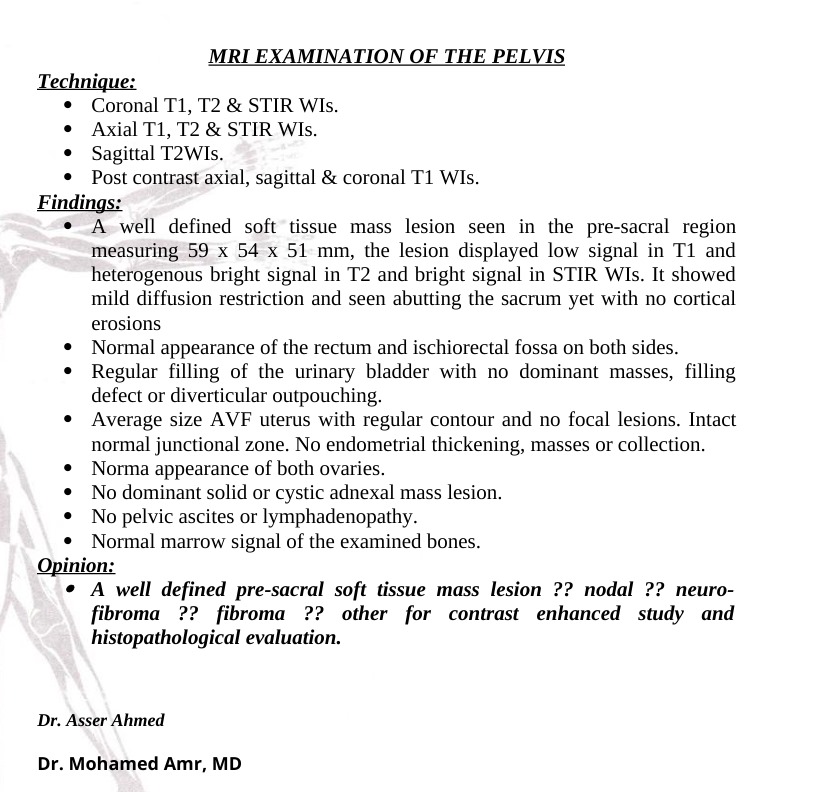 MRI EXAMINATION OF THE PELVIS
Technique:
• Coronal T1, T2 & STIR WIs.
• Axial T1, T2 & STIR WIs.
• Sagittal T2WIs.
• Post contrast axial, sagittal & coronal T1 WIs.
Findings:
• A well defined soft tissue mass lesion seen in the pre-sacral region
measuring 59 x 54 x 51 mm, the lesion displayed low signal in T1 and
heterogenous bright signal in T2 and bright signal in STIR WIs. It showed
mild diffusion restriction and seen abutting the sacrum yet with no cortical
erosions
• Normal appearance of the rectum and ischiorectal fossa on both sides.
• Regular filling of the urinary bladder with no dominant masses, filling
defect or diverticular outpouching.
• Average size AVF uterus with regular contour and no focal lesions. Intact
normal junctional zone. No endometrial thickening, masses or collection.
• Norma appearance of both ovaries.
• No dominant solid or cystic adnexal mass lesion.
• No pelvic ascites or lymphadenopathy.
• Normal marrow signal of the examined bones.
Opinion:
• A well defined pre-sacral soft tissue mass lesion ?? nodal ?? neuro-
fibroma ?? fibroma ?? other for contrast enhanced study and
histopathological evaluation.
Dr. Asser Ahmed
Dr. Mohamed Amr, MD